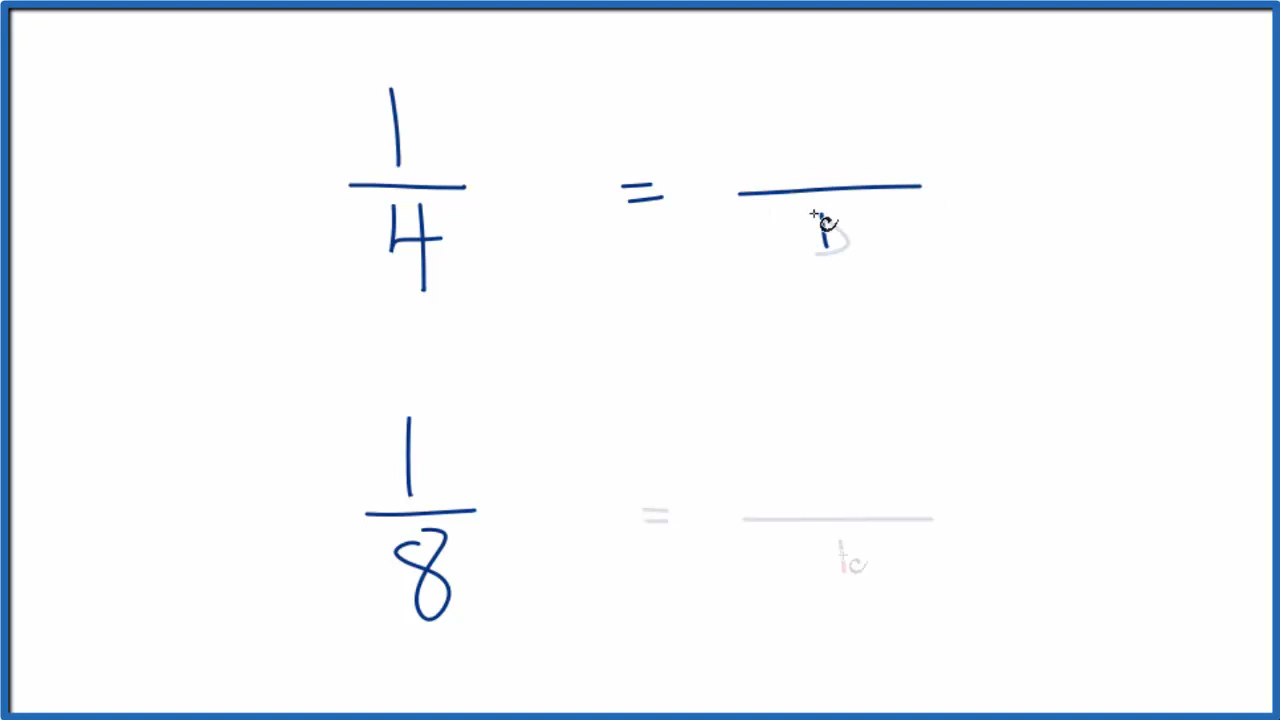 1/4 =
1/8 =